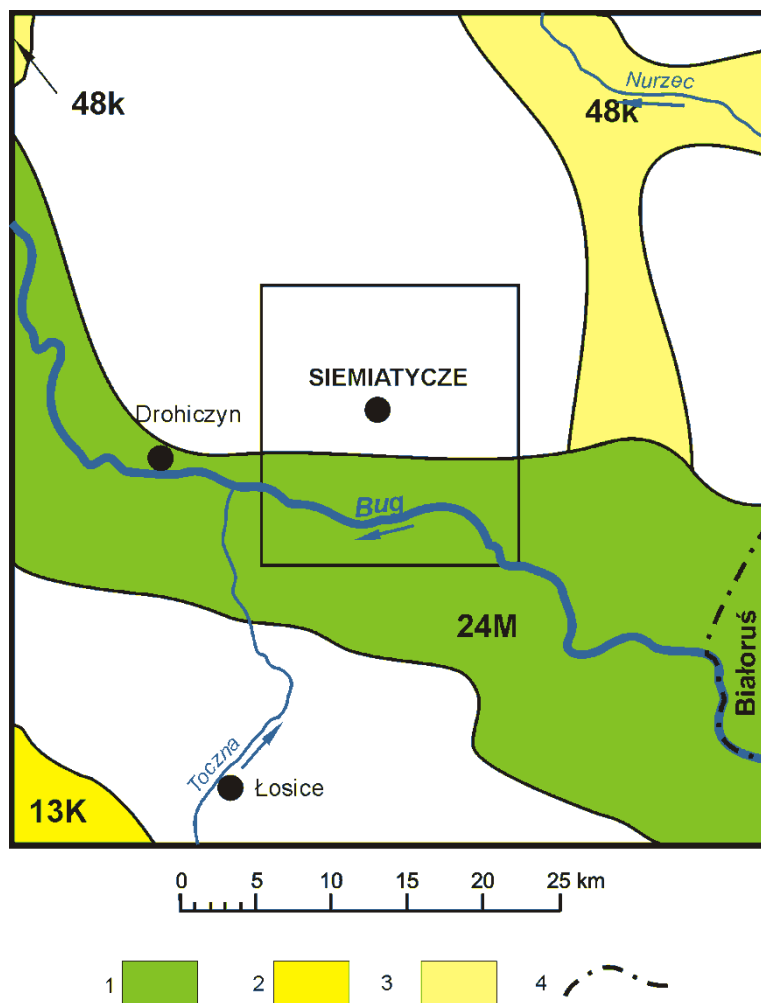 48k
Nurzec
48k
SIEMIATYCZE
Drohiczyn
Bug
24M
Białoruś
Toczna
Łosice
13K
0 5 10 15 20 25 km
1 2 3 4